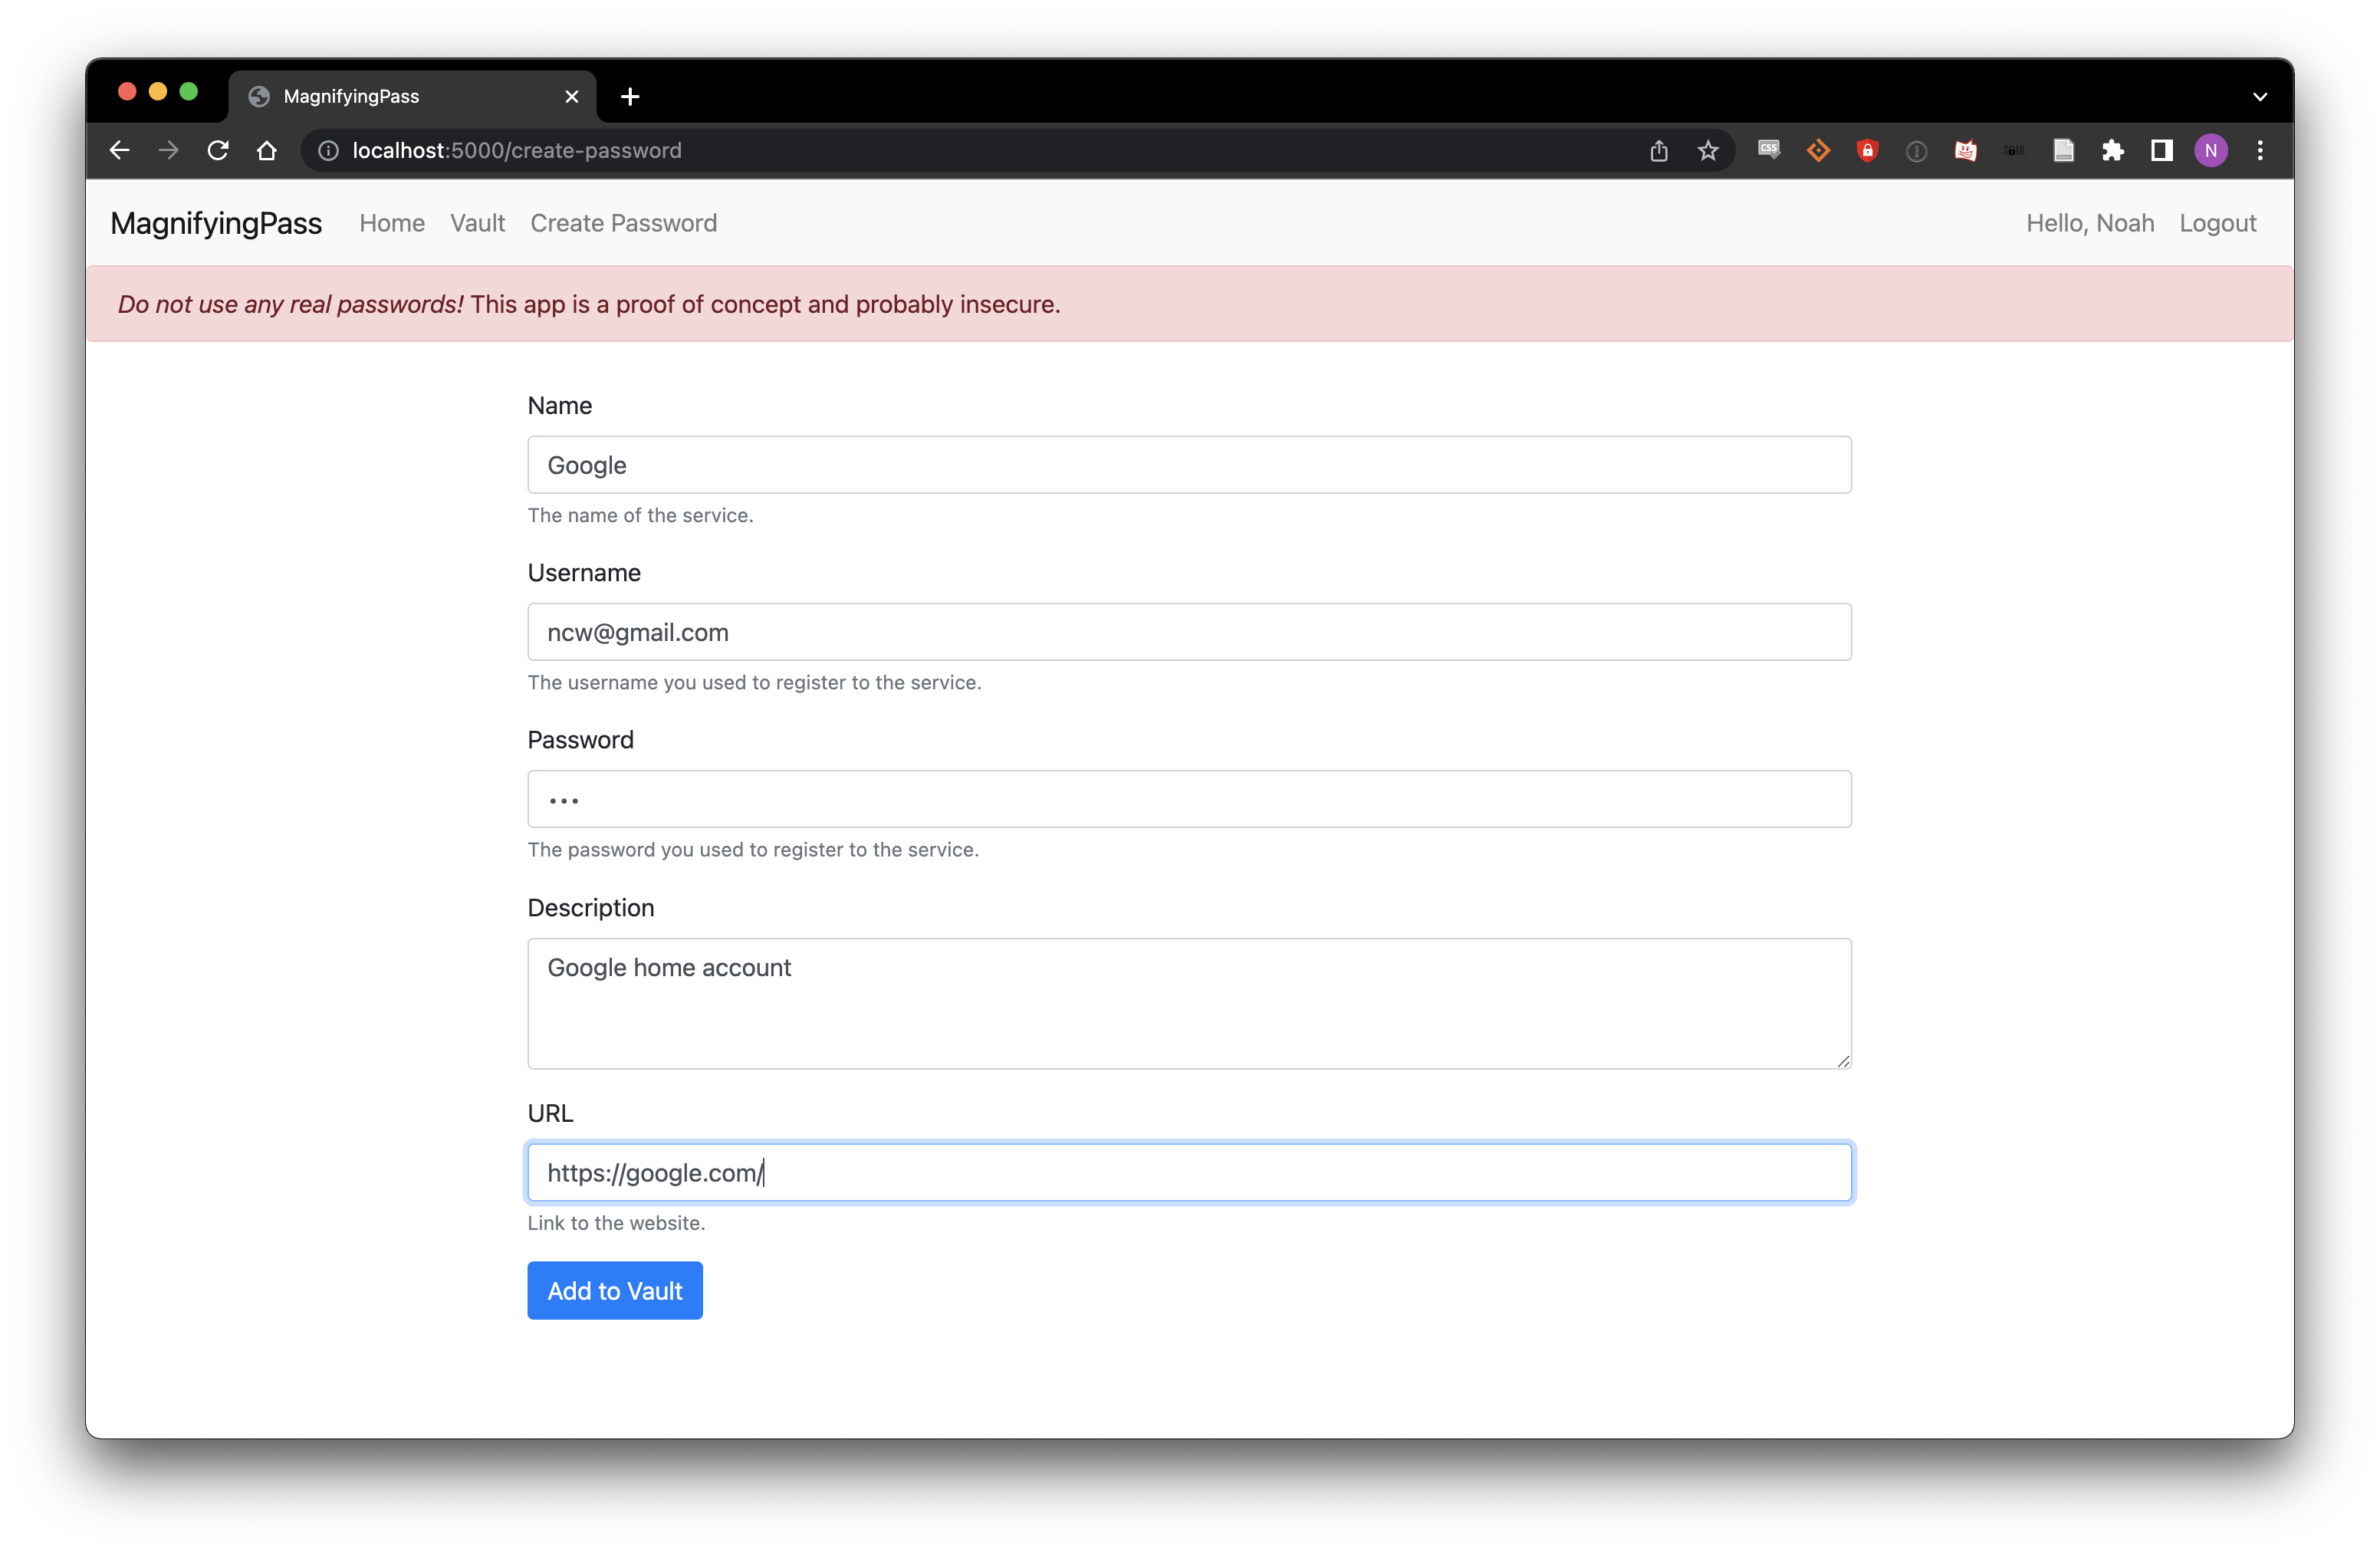 MagnifyingPass
localhost:5000/create-password
CSS
N
MagnifyingPass Home Vault Create Password Hello, Noah Logout
Do not use any real passwords! This app is a proof of concept and probably insecure.
Name
Google
The name of the service.
Username
ncw@gmail.com
The username you used to register to the service.
Password
•••
The password you used to register to the service.
Description
Google home account
URL
https://google.com/
Link to the website.
Add to Vault